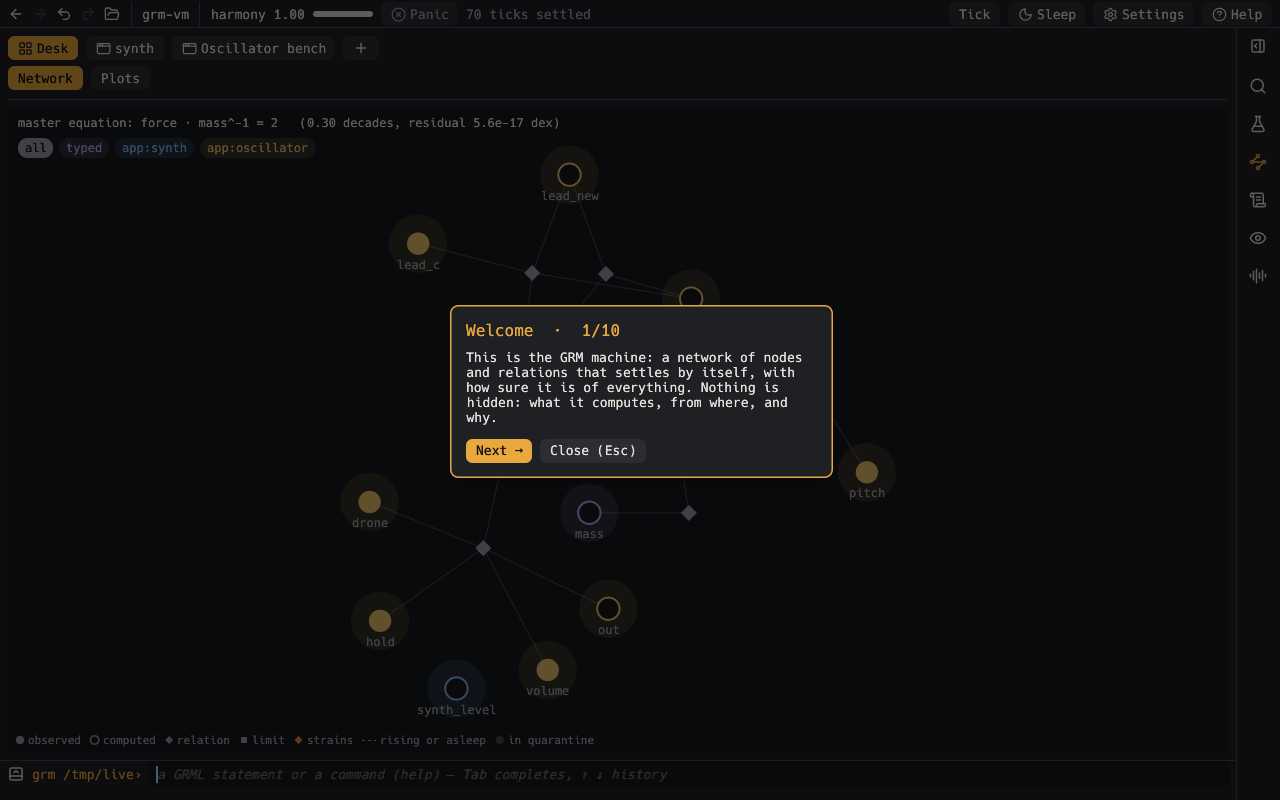 grm-vm harmony 1.00 Panic 70 ticks settled Tick Sleep Settings Help
Desk synth Oscillator bench +
Network Plots
master equation: force · mass^-1 = 2 (0.30 decades, residual 5.6e-17 dex)
all typed app:synth app:oscillator
lead_new
lead_c
Welcome · 1/10
This is the GRM machine: a network of nodes
and relations that settles by itself, with
how sure it is of everything. Nothing is
hidden: what it computes, from where, and
why.
Next → Close (Esc)
pitch
drone
mass
out
hold
volume
synth_level
observed computed relation limit strains rising or asleep in quarantine
grm /tmp/live› a GRML statement or a command (help) — Tab completes, ↑ ↓ history